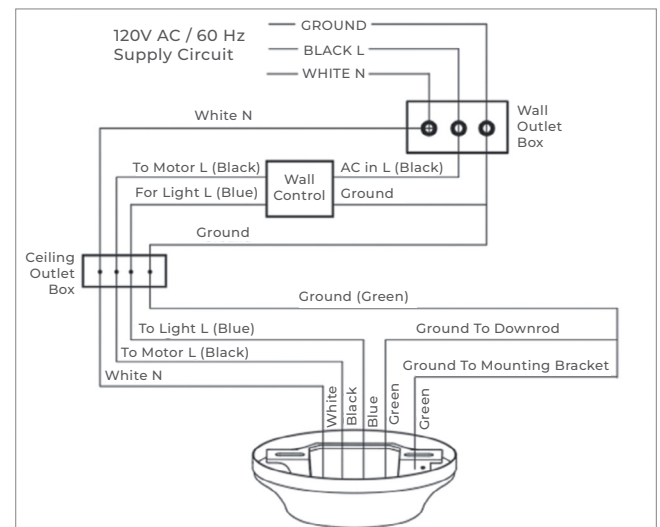 120V AC / 60 Hz
Supply Circuit
GROUND
BLACK L
WHITE N
White N
Wall
Outlet
Box
To Motor L (Black)
AC in L (Black)
Wall
Control
For Light L (Blue)
Ground
Ground
Ceiling
Outlet
Box
Ground (Green)
To Light L (Blue)
Ground To Downrod
To Motor L (Black)
Ground To Mounting Bracket
White N
White
Black
Blue
Green
Green